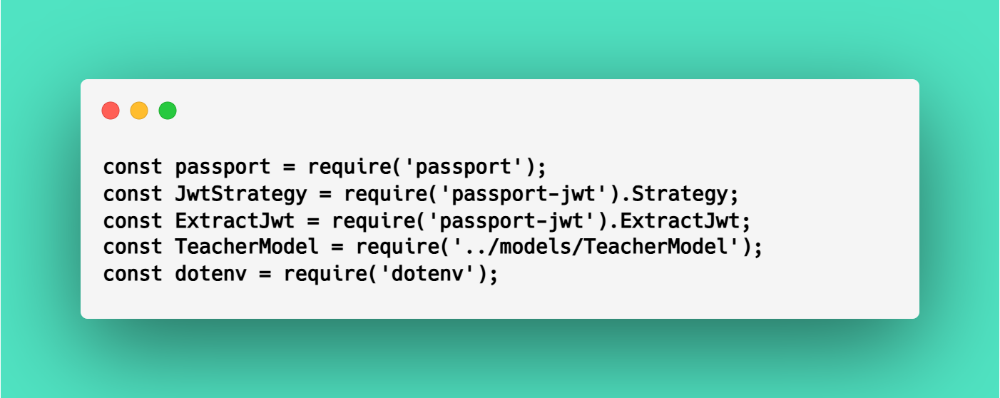 const passport = require('passport');
const JwtStrategy = require('passport-jwt').Strategy;
const ExtractJwt = require('passport-jwt').ExtractJwt;
const TeacherModel = require('../models/TeacherModel');
const dotenv = require('dotenv');